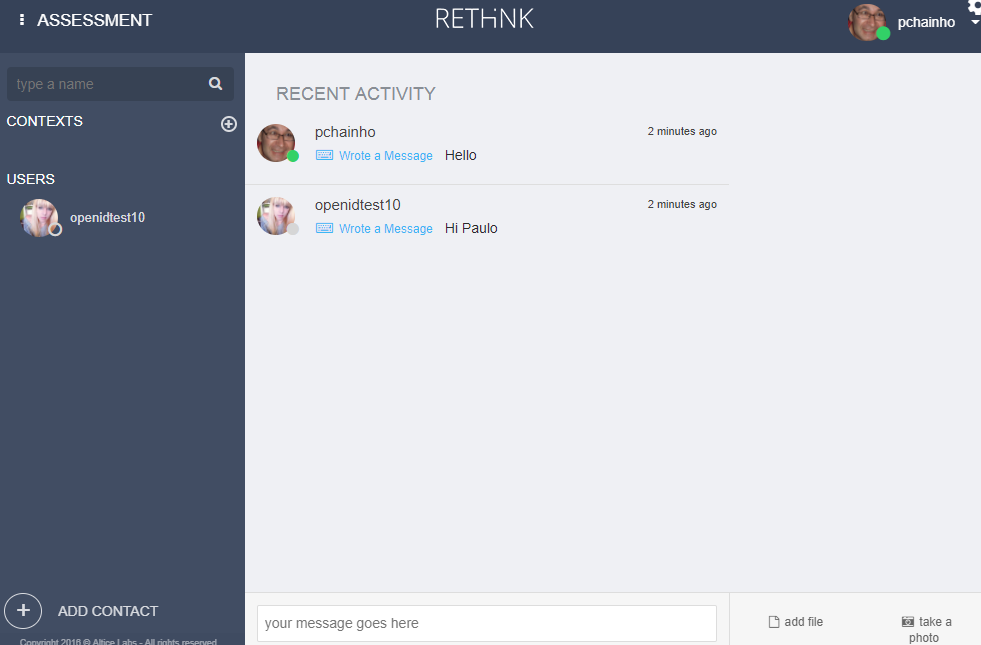 ASSESSMENT
RETHiNK
pchainho
type a name
CONTEXTS
USERS
openidtest10
RECENT ACTIVITY
pchainho
2 minutes ago
Wrote a Message Hello
openidtest10
2 minutes ago
Wrote a Message Hi Paulo
ADD CONTACT
Copyright 2016 © Altice Labs - All rights reserved
your message goes here
add file
take a
photo